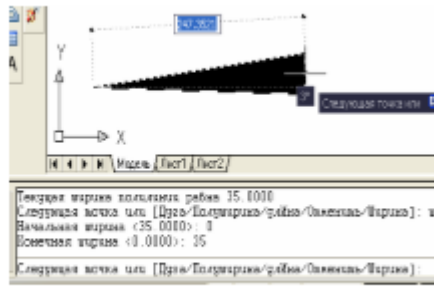 Y
X
Модель Лист1 Лист2
Следующая точка или
Текущая ширина полилинии равна 35.0000
Следующая точка или [Дуга/Полуширина/длИна/Отменить/Ширина]: ш
Начальная ширина <35.0000>: 0
Конечная ширина <0.0000>: 35
Следующая точка или [Дуга/Полуширина/длИна/Отменить/Ширина]: